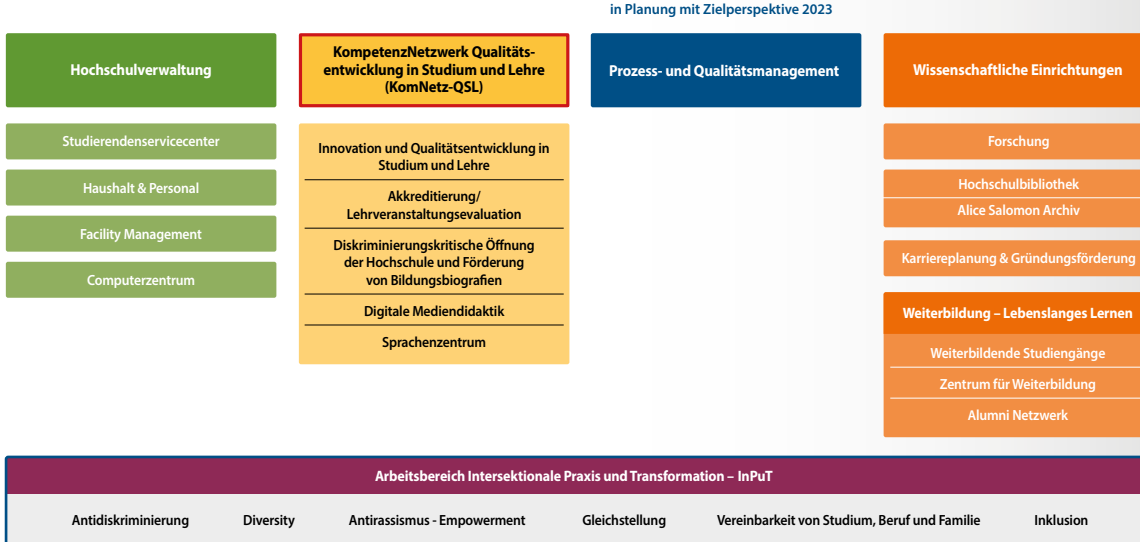 in Planung mit Zielperspektive 2023
Hochschulverwaltung
Studierendenservicecenter
Haushalt & Personal
Facility Management
Computerzentrum
KompetenzNetzwerk Qualitäts-
entwicklung in Studium und Lehre
(KomNetz-QSL)
Innovation und Qualitätsentwicklung in
Studium und Lehre
Akkreditierung/
Lehrveranstaltungsevaluation
Diskriminierungskritische Öffnung
der Hochschule und Förderung
von Bildungsbiografien
Digitale Mediendidaktik
Sprachenzentrum
Prozess- und Qualitätsmanagement
Wissenschaftliche Einrichtungen
Forschung
Hochschulbibliothek
Alice Salomon Archiv
Karriereplanung & Gründungsförderung
Weiterbildung – Lebenslanges Lernen
Weiterbildende Studiengänge
Zentrum für Weiterbildung
Alumni Netzwerk
Arbeitsbereich Intersektionale Praxis und Transformation – InPuT
Antidiskriminierung Diversity Antirassismus - Empowerment Gleichstellung Vereinbarkeit von Studium, Beruf und Familie Inklusion